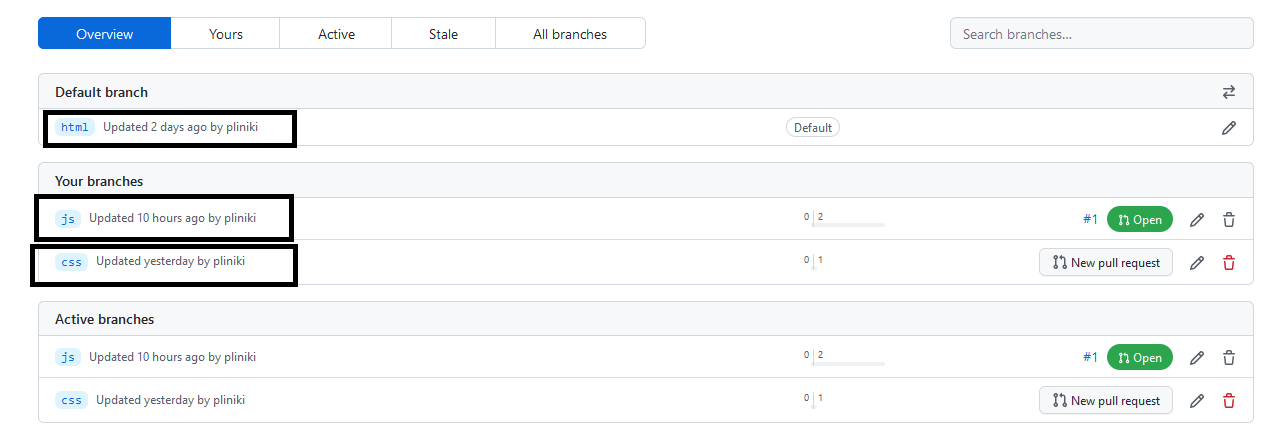 Overview Yours Active Stale All branches Search branches...
Default branch
html Updated 2 days ago by pliniki Default
Your branches
js Updated 10 hours ago by pliniki 0 2 #1 Open
css Updated yesterday by pliniki 0 1 New pull request
Active branches
js Updated 10 hours ago by pliniki 0 2 #1 Open
css Updated yesterday by pliniki 0 1 New pull request